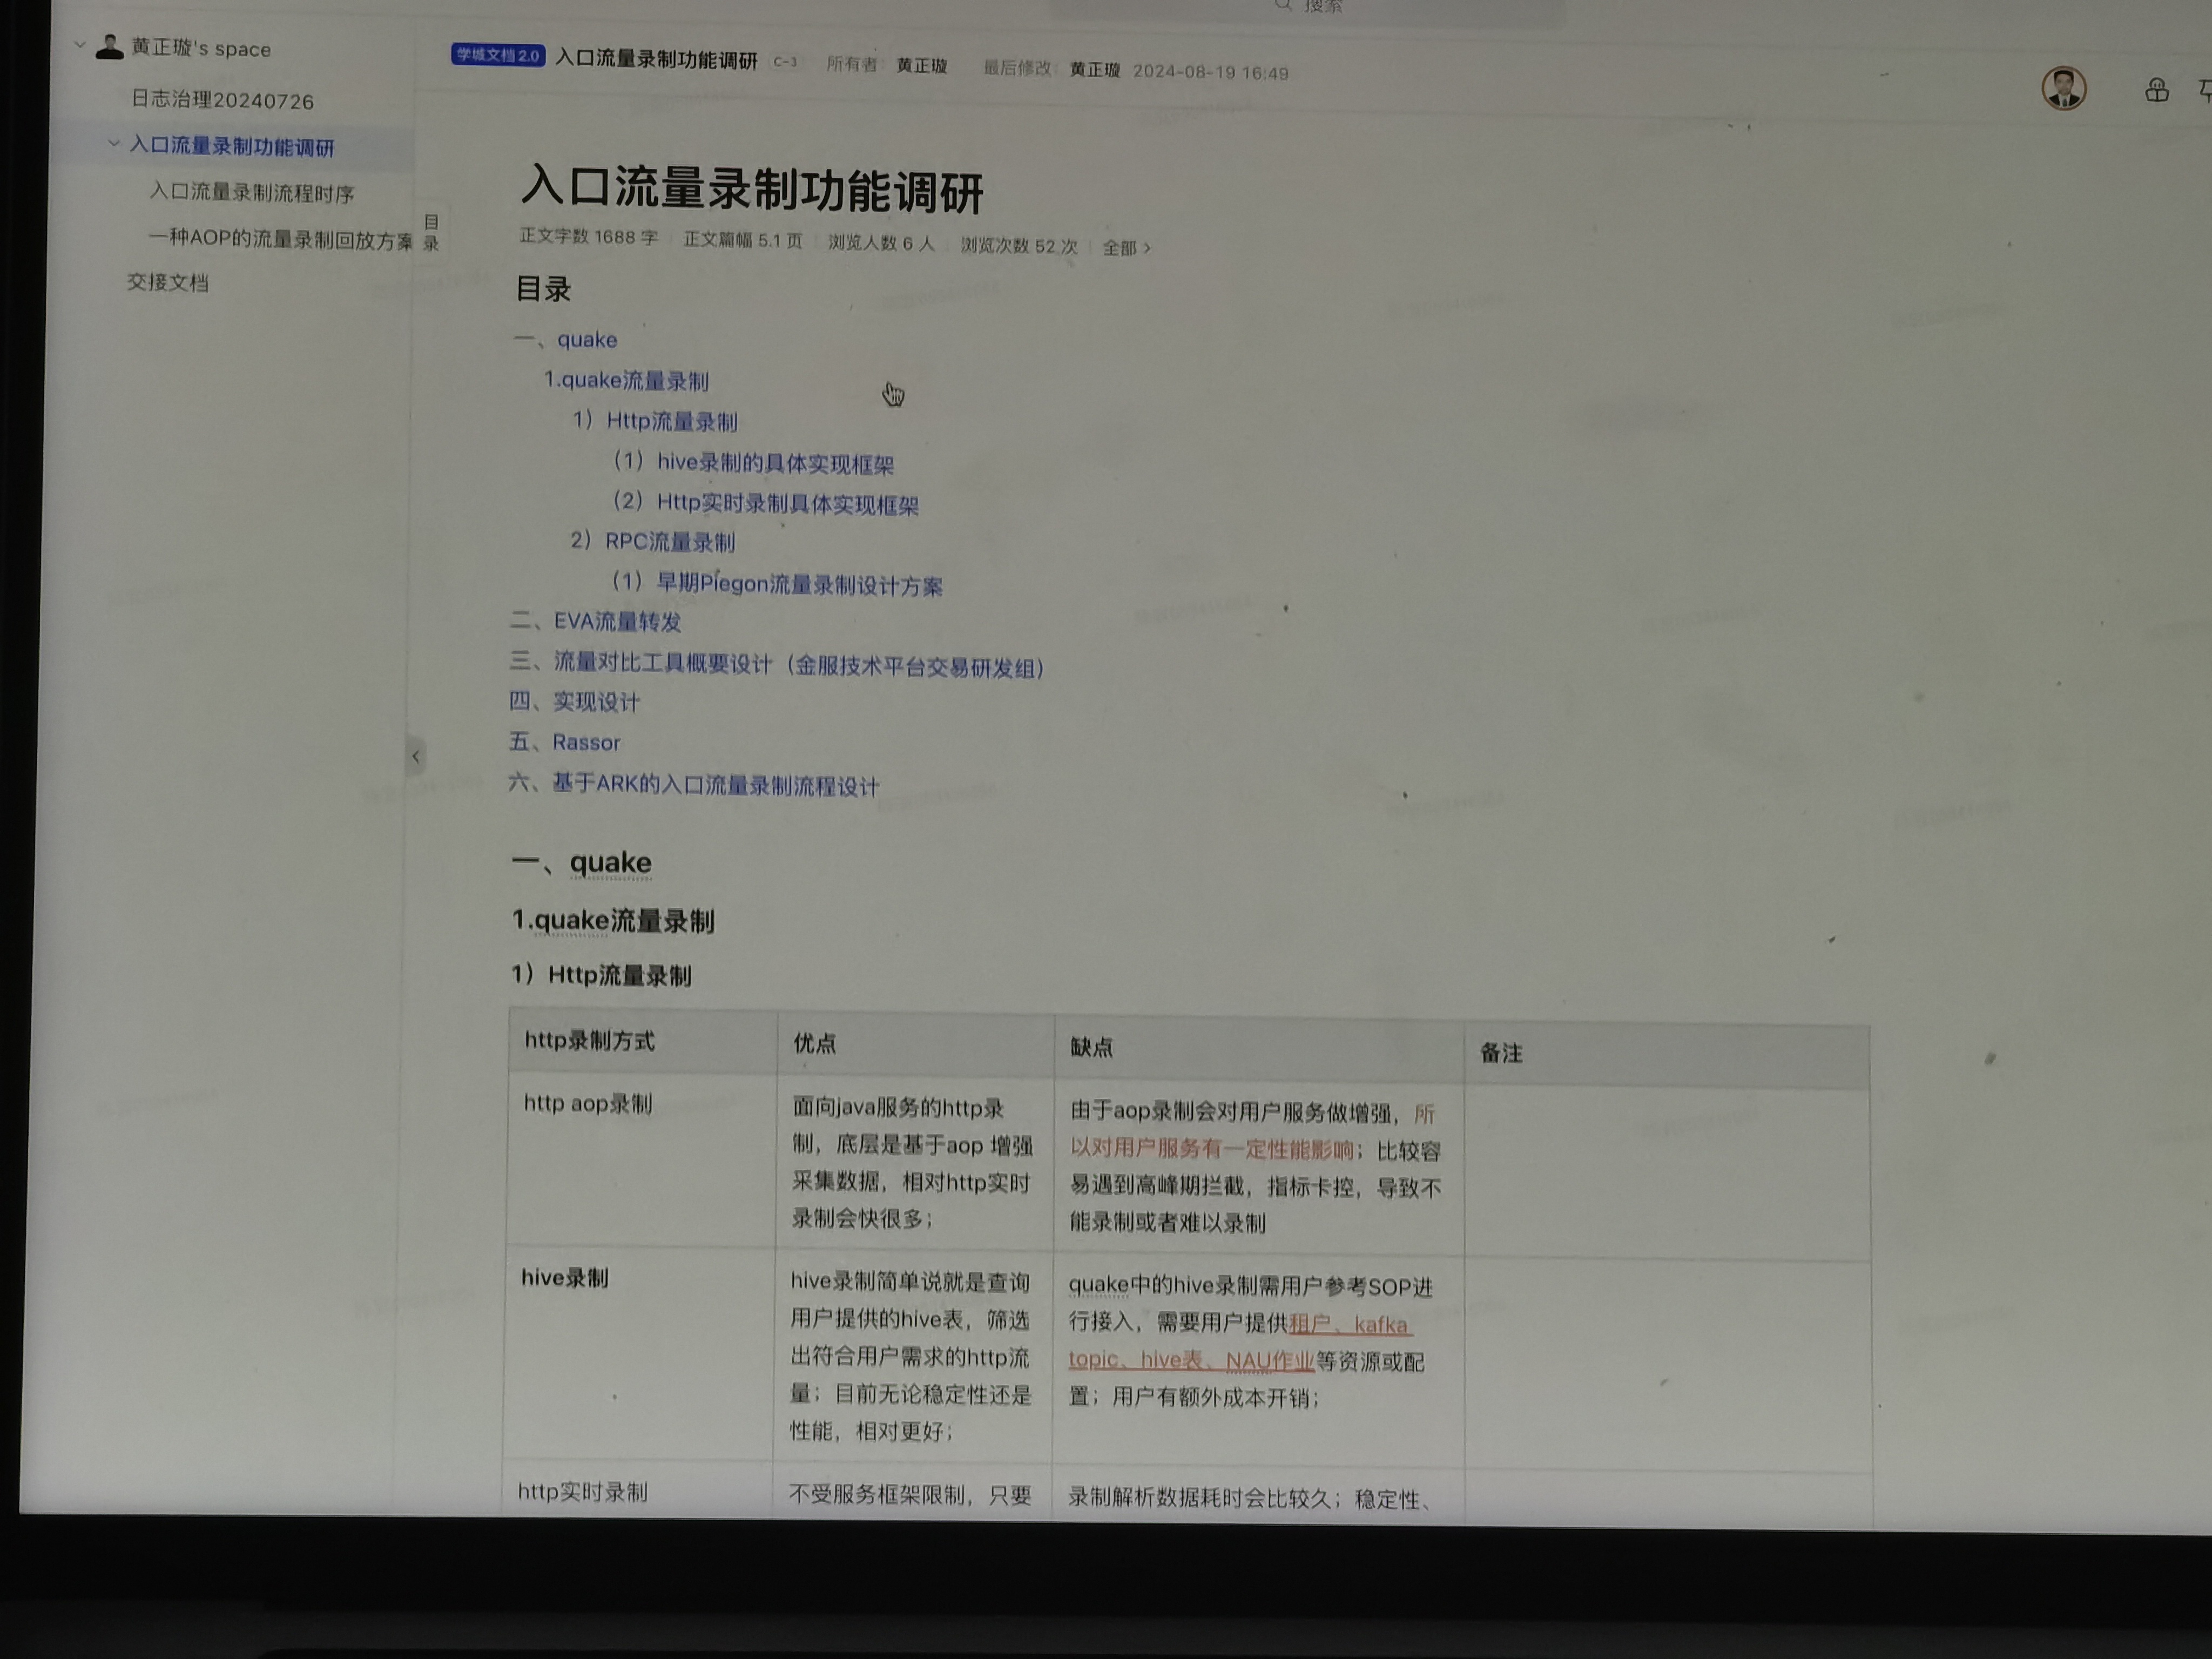 搜索
黄正璇's space
日志治理20240726
入口流量录制功能调研
入口流量录制流程时序
一种AOP的流量录制回放方案
交接文档
目录
学城文档2.0 入口流量录制功能调研 C-3 所有者 黄正璇 最后修改 黄正璇 2024-08-19 16:49
入口流量录制功能调研
正文字数 1688 字 正文篇幅 5.1 页 浏览人数 6 人 浏览次数 52 次 全部 >
目录
一、quake
1.quake流量录制
1）Http流量录制
（1）hive录制的具体实现框架
（2）Http实时录制具体实现框架
2）RPC流量录制
（1）早期Piegon流量录制设计方案
二、EVA流量转发
三、流量对比工具概要设计（金服技术平台交易研发组）
四、实现设计
五、Rassor
六、基于ARK的入口流量录制流程设计
一、quake
1.quake流量录制
1）Http流量录制
http录制方式 优点 缺点 备注
http aop录制
面向java服务的http录
制，底层是基于aop 增强
采集数据，相对http实时
录制会快很多；
由于aop录制会对用户服务做增强，所
以对用户服务有一定性能影响；比较容
易遇到高峰期拦截，指标卡控，导致不
能录制或者难以录制
hive录制
hive录制简单说就是查询
用户提供的hive表，筛选
出符合用户需求的http流
量；目前无论稳定性还是
性能，相对更好；
quake中的hive录制需用户参考SOP进
行接入，需要用户提供租户、kafka
topic、hive表、NAU作业等资源或配
置；用户有额外成本开销；
http实时录制
不受服务框架限制，只要
录制解析数据耗时会比较久；稳定性、